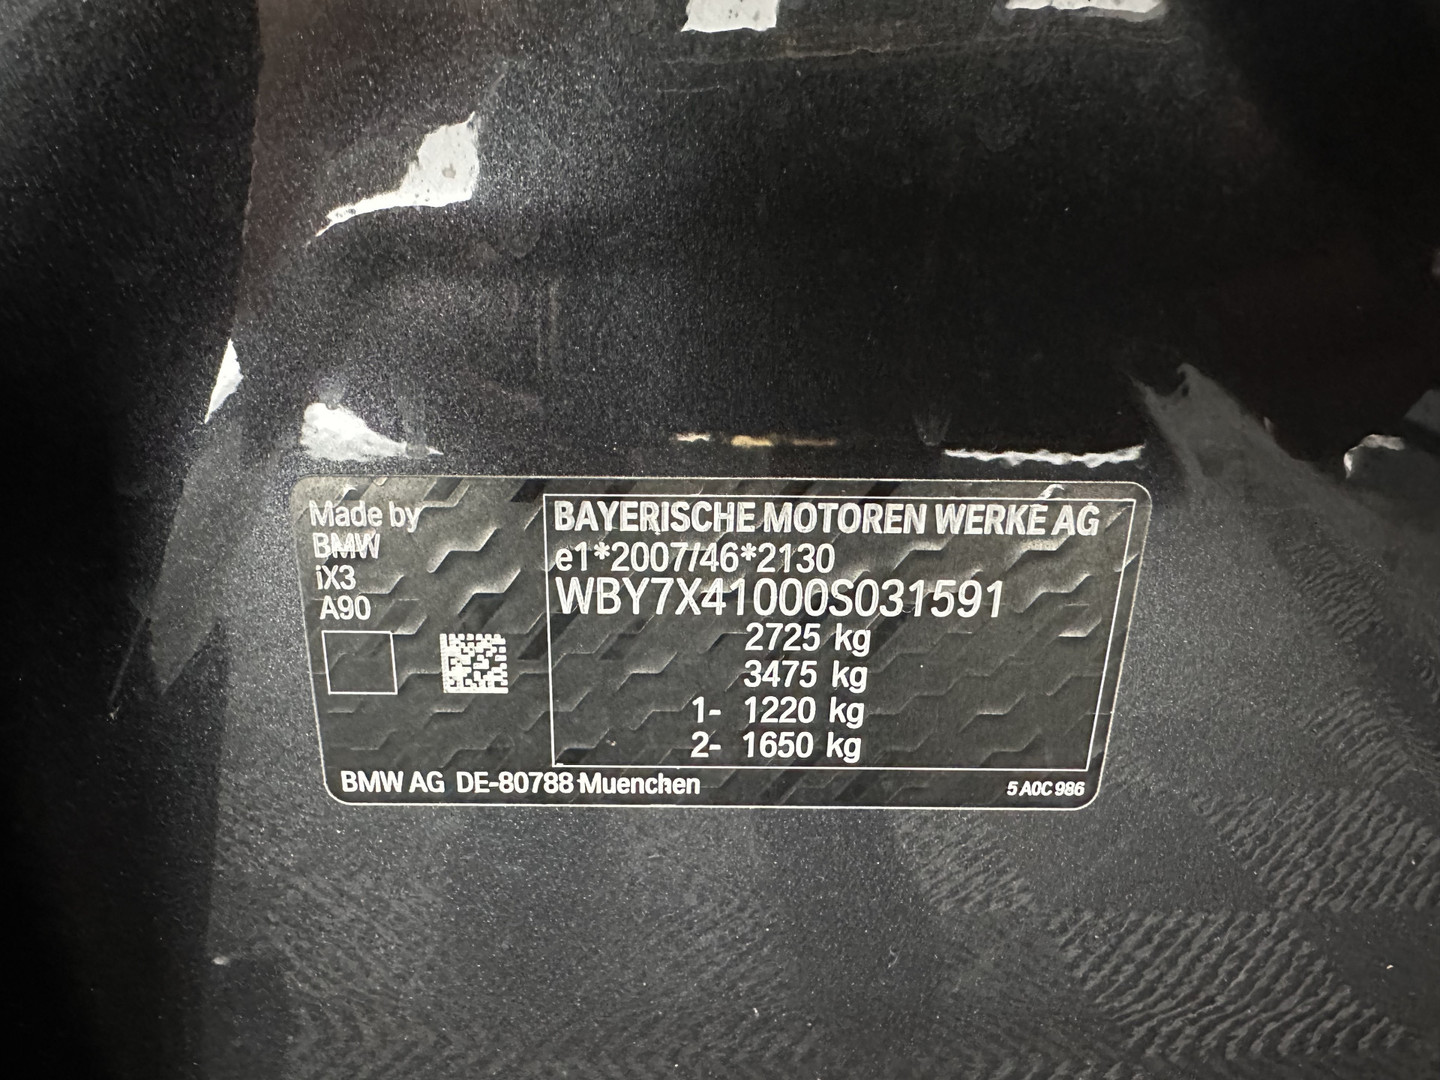 Made by
BMW
iX3
A90
BAYERISCHE MOTOREN WERKE AG
e1*2007/46*2130
WBY7X41000S031591
2725 kg
3475 kg
1- 1220 kg
2- 1650 kg
BMW AG DE-80788 Muenchen
5 A0C 986